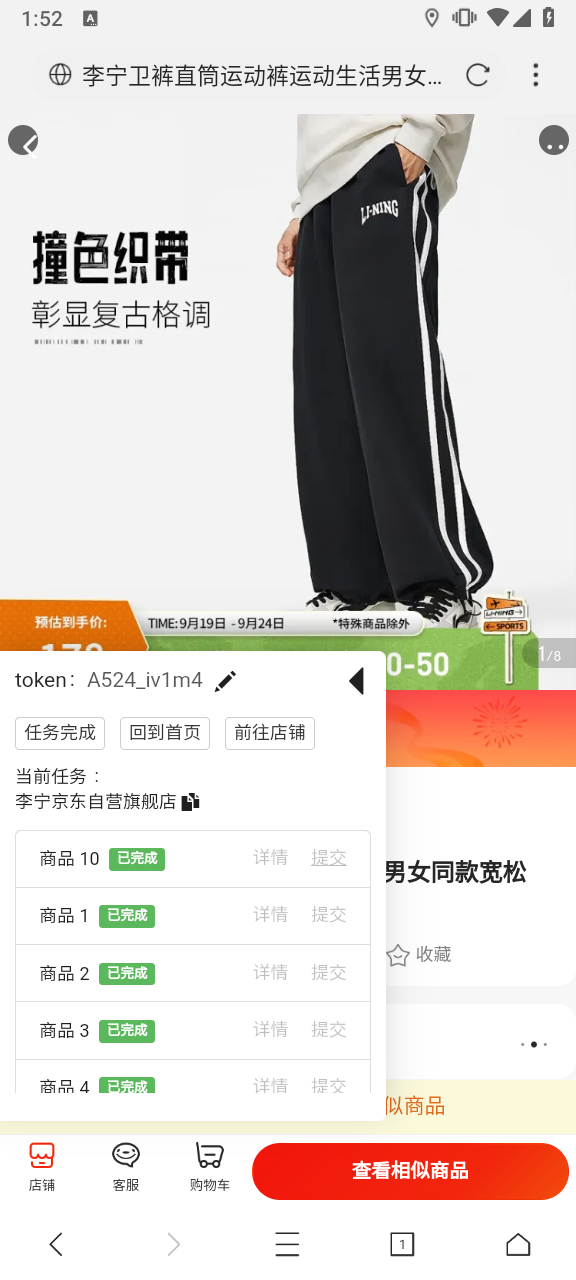 1:52
A
李宁卫裤直筒运动裤运动生活男女...
LI-NING
撞色织带
彰显复古格调
预估到手价:
TIME:9月19日 - 9月24日
*特殊商品除外
LI-NING
SPORTS
0-50
1/8
token: A524_iv1m4
任务完成
回到首页
前往店铺
当前任务：
李宁京东自营旗舰店
商品 10 已完成 详情 提交
男女同款宽松
商品 1 已完成 详情 提交
收藏
商品 2 已完成 详情 提交
商品 3 已完成 详情 提交
商品 4 已完成 详情 提交
似商品
店铺
客服
购物车
查看相似商品
1